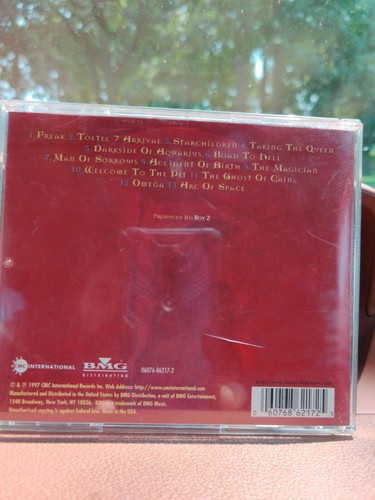 1. Freak 2. Toltec 7 Arrival 3. Starchildren 4. Taking The Queen
5. Darkside Of Aquarius 6. Road To Hell
7. Man Of Sorrows 8. Accident Of Birth 9. The Magician
10. Welcome To The Pit 11. The Ghost Of Cain
12. Omega 13. Arc Of Space
Produced By: Roy Z
CMC INTERNATIONAL
BMG
DISTRIBUTION
06076-86217-2
© & ℗ 1997 CMC International Records Inc. Web Address: http://www.cmcinternational.com
Manufactured and Distributed in the United States by BMG Distribution, a unit of BMG Entertainment,
1540 Broadway, New York, NY 10036. BMG trademark of BMG Music.
Unauthorized copying is against federal law. Made in the USA.
0 60768 62172